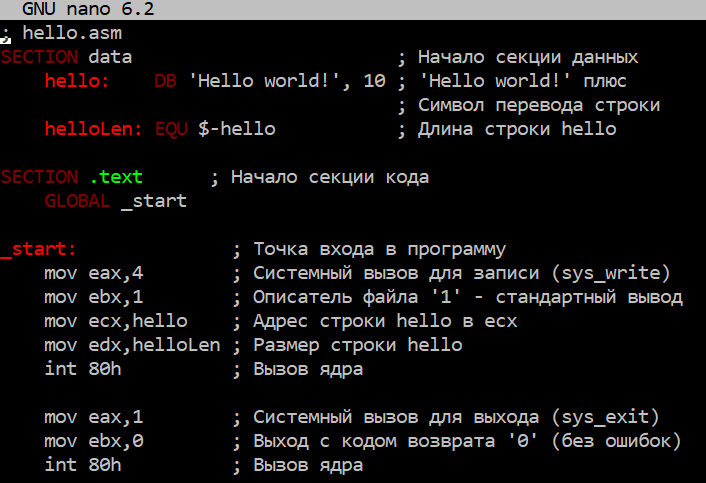 GNU nano 6.2
; hello.asm
SECTION data ; Начало секции данных
hello: DB 'Hello world!', 10 ; 'Hello world!' плюс
; Символ перевода строки
helloLen: EQU $-hello ; Длина строки hello
SECTION .text ; Начало секции кода
GLOBAL _start
_start: ; Точка входа в программу
mov eax,4 ; Системный вызов для записи (sys_write)
mov ebx,1 ; Описатель файла '1' - стандартный вывод
mov ecx,hello ; Адрес строки hello в ecx
mov edx,helloLen ; Размер строки hello
int 80h ; Вызов ядра
mov eax,1 ; Системный вызов для выхода (sys_exit)
mov ebx,0 ; Выход с кодом возврата '0' (без ошибок)
int 80h ; Вызов ядра